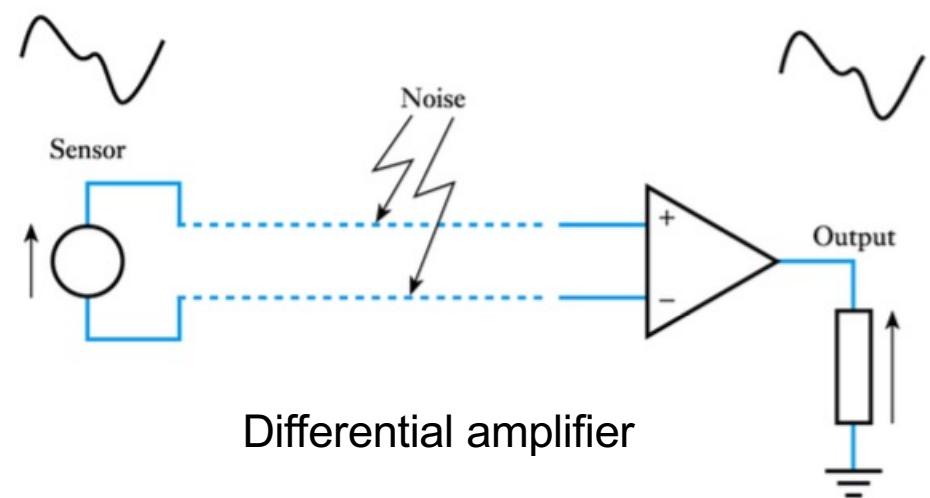 Noise
Sensor
+
Output
−
Differential amplifier